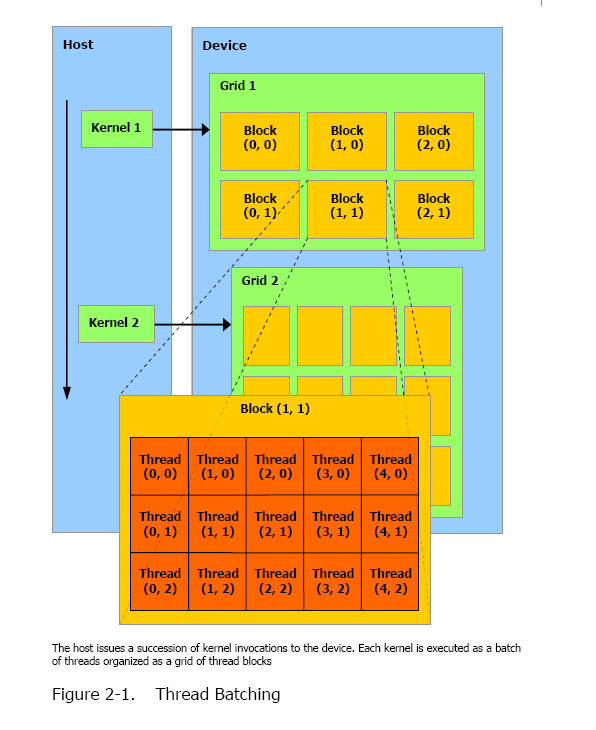 Host
Device
Grid 1
Kernel 1
Block
(0, 0)
Block
(1, 0)
Block
(2, 0)
Block
(0, 1)
Block
(1, 1)
Block
(2, 1)
Grid 2
Kernel 2
Block (1, 1)
Thread
(0, 0)
Thread
(1, 0)
Thread
(2, 0)
Thread
(3, 0)
Thread
(4, 0)
Thread
(0, 1)
Thread
(1, 1)
Thread
(2, 1)
Thread
(3, 1)
Thread
(4, 1)
Thread
(0, 2)
Thread
(1, 2)
Thread
(2, 2)
Thread
(3, 2)
Thread
(4, 2)
The host issues a succession of kernel invocations to the device. Each kernel is executed as a batch
of threads organized as a grid of thread blocks
Figure 2-1. Thread Batching